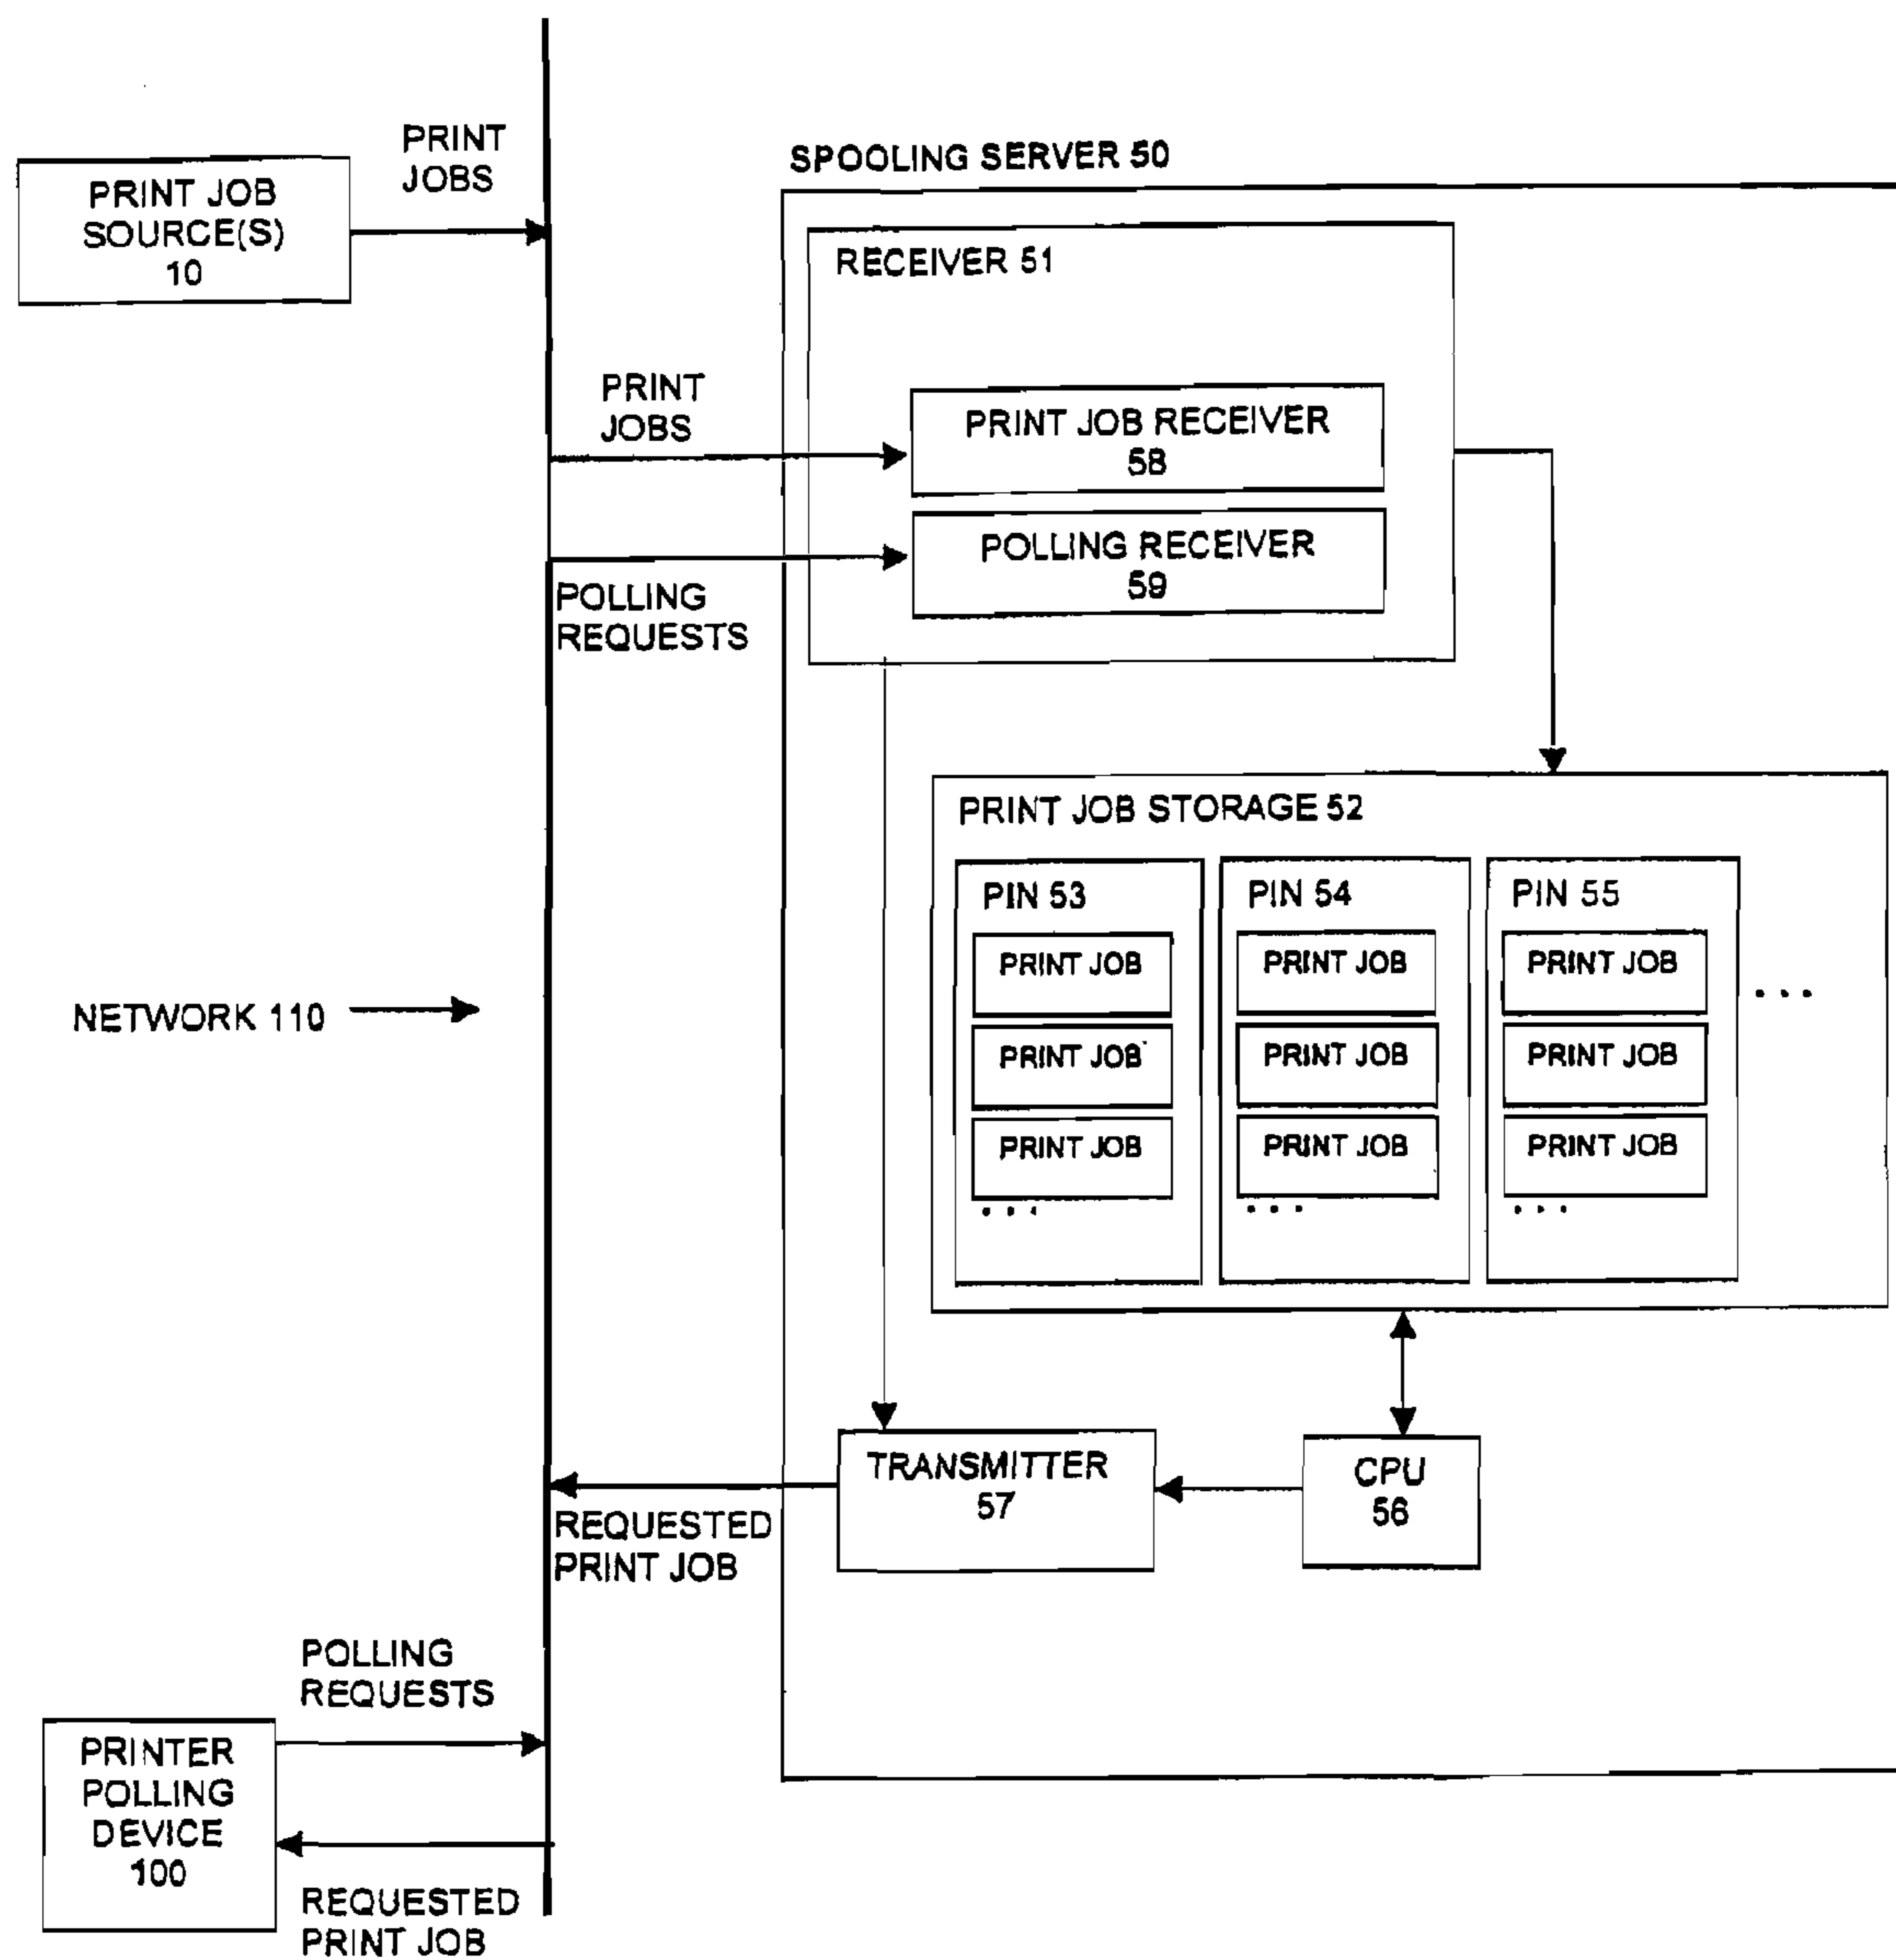 PRINT JOB
SOURCE(S)
10
PRINT
JOBS
SPOOLING SERVER 50
RECEIVER 51
PRINT
JOBS
PRINT JOB RECEIVER
58
POLLING RECEIVER
59
POLLING
REQUESTS
PRINT JOB STORAGE 52
PIN 53
PRINT JOB
PRINT JOB
PRINT JOB
...
PIN 54
PRINT JOB
PRINT JOB
PRINT JOB
...
PIN 55
PRINT JOB
PRINT JOB
PRINT JOB
...
...
NETWORK 110
TRANSMITTER
57
CPU
56
REQUESTED
PRINT JOB
POLLING
REQUESTS
PRINTER
POLLING
DEVICE
100
REQUESTED
PRINT JOB